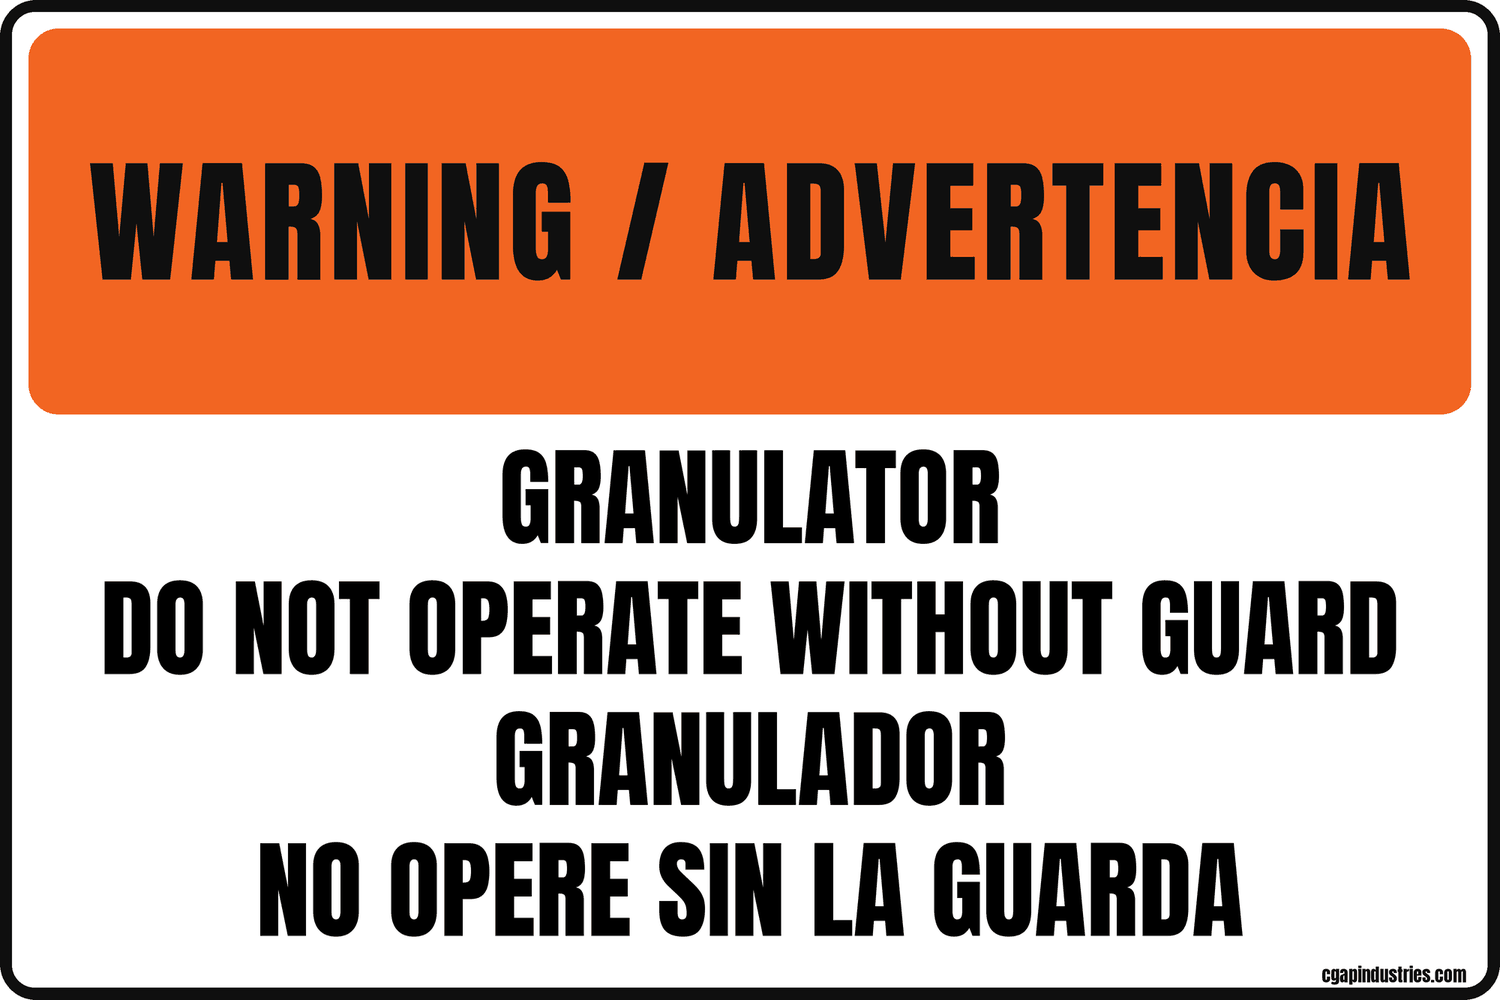 WARNING / ADVERTENCIA
GRANULATOR
DO NOT OPERATE WITHOUT GUARD
GRANULADOR
NO OPERE SIN LA GUARDA
cgapindustries.com